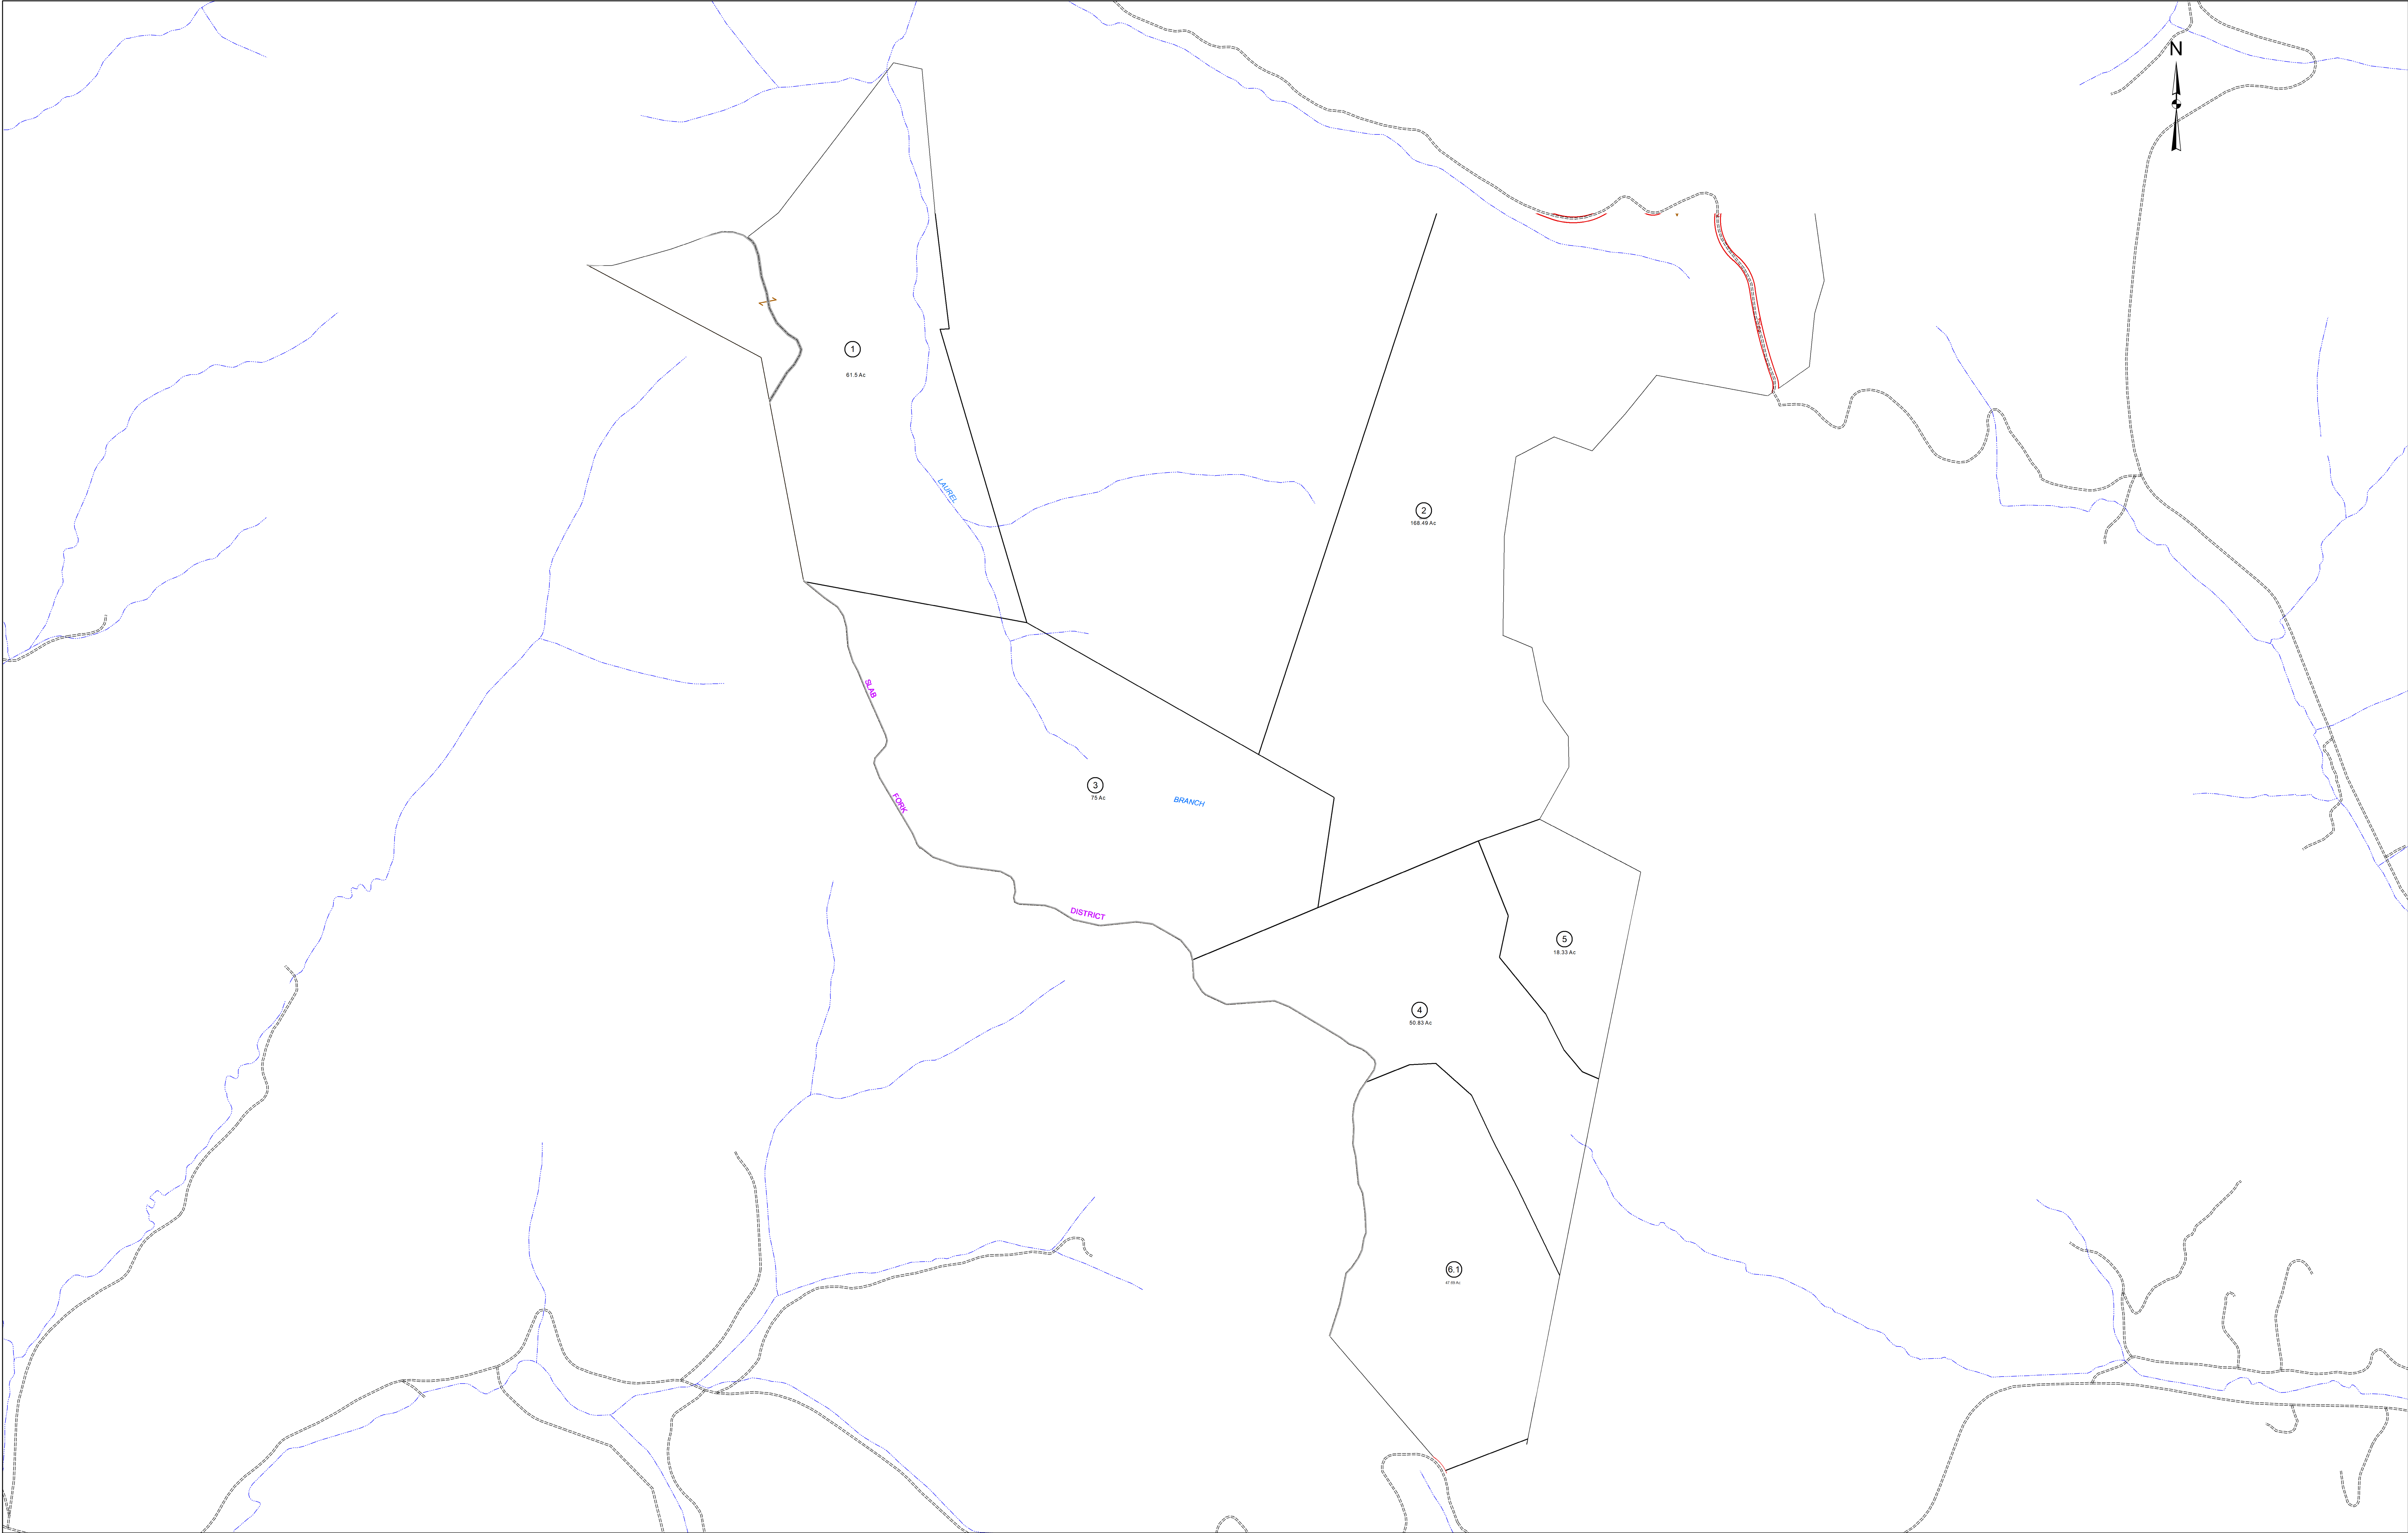 N
1
61.5 Ac
LAUREL
2
168.49 Ac
SLAB
3
75 Ac
BRANCH
FORK
DISTRICT
5
18.33 Ac
4
50.83 Ac
6.1